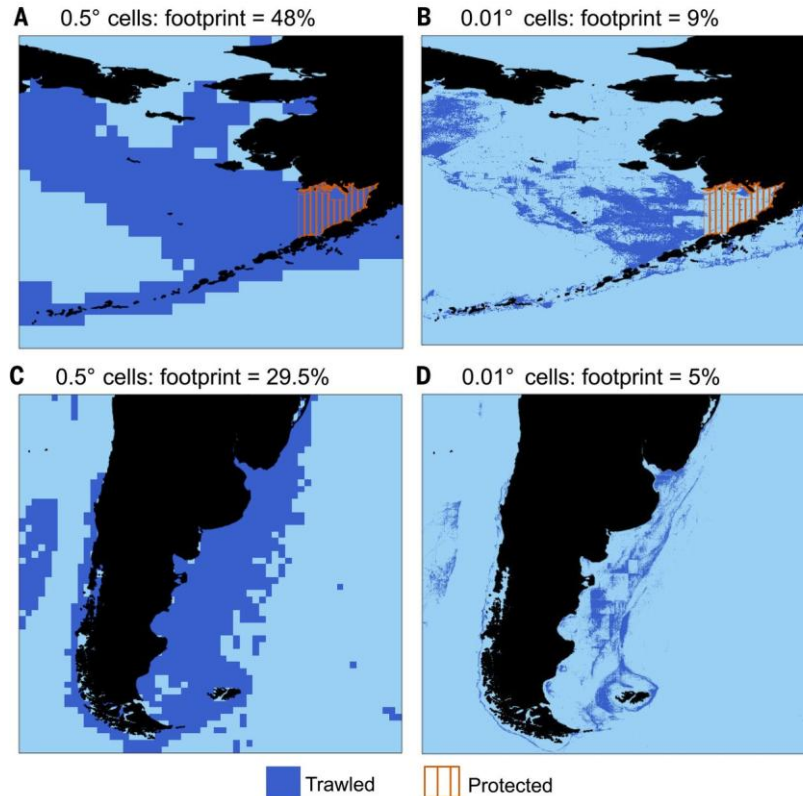 A 0.5° cells: footprint = 48%
B 0.01° cells: footprint = 9%
C 0.5° cells: footprint = 29.5%
D 0.01° cells: footprint = 5%
Trawled
Protected